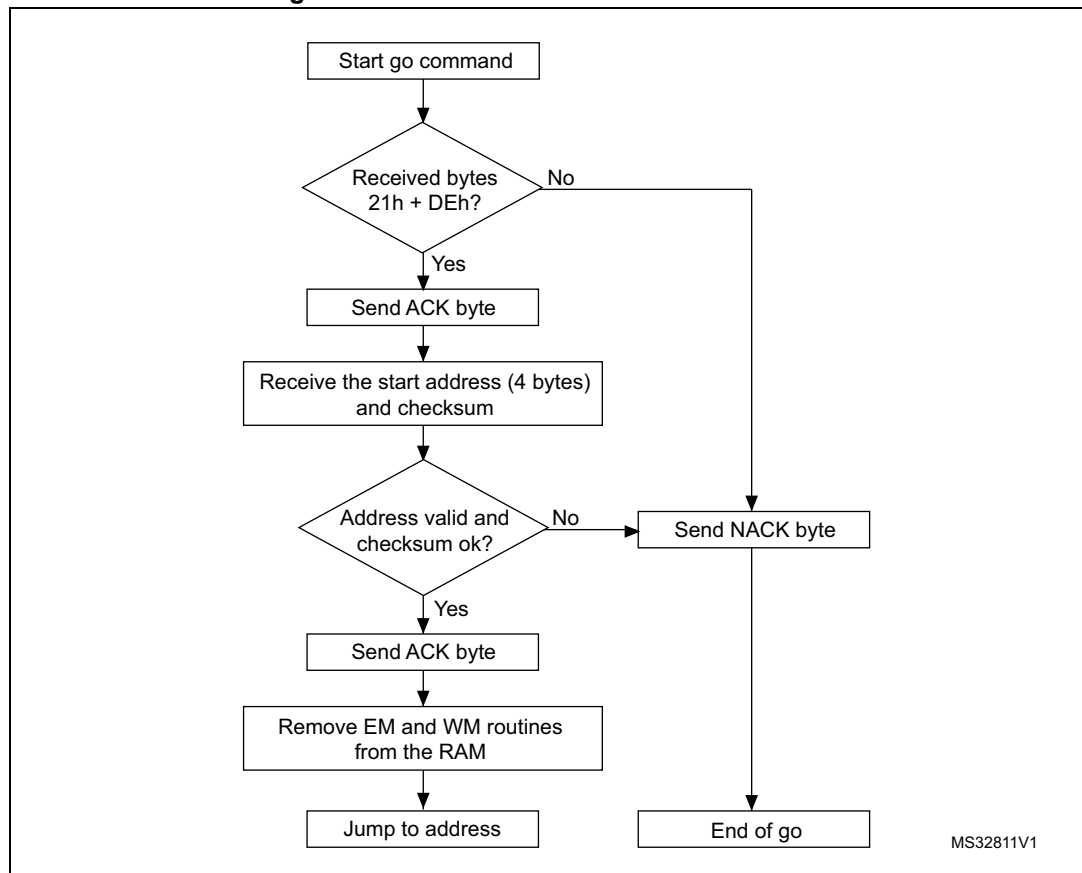 Start go command
Received bytes
21h + DEh?
No
Yes
Send ACK byte
Receive the start address (4 bytes)
and checksum
Address valid and
checksum ok?
No
Send NACK byte
Yes
Send ACK byte
Remove EM and WM routines
from the RAM
Jump to address
End of go
MS32811V1